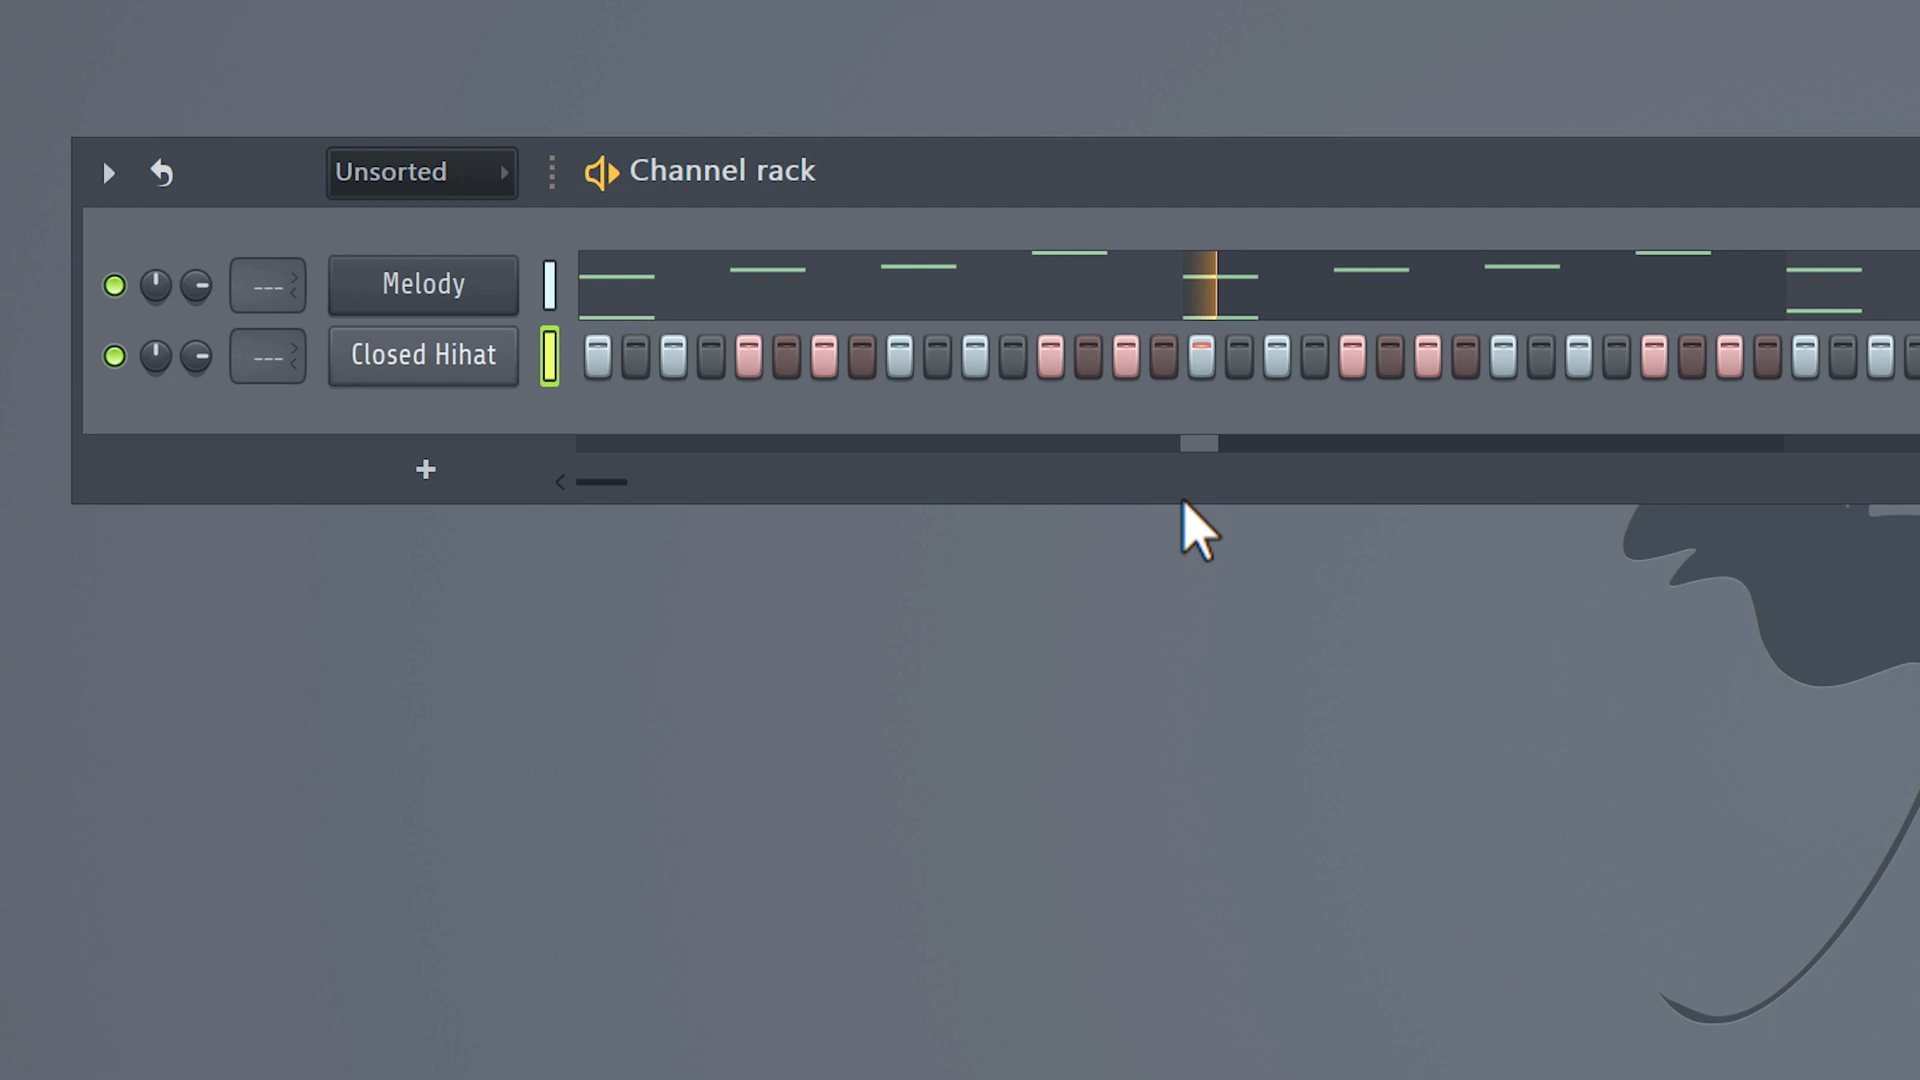 Unsorted
Channel rack
---
Melody
---
Closed Hihat
+